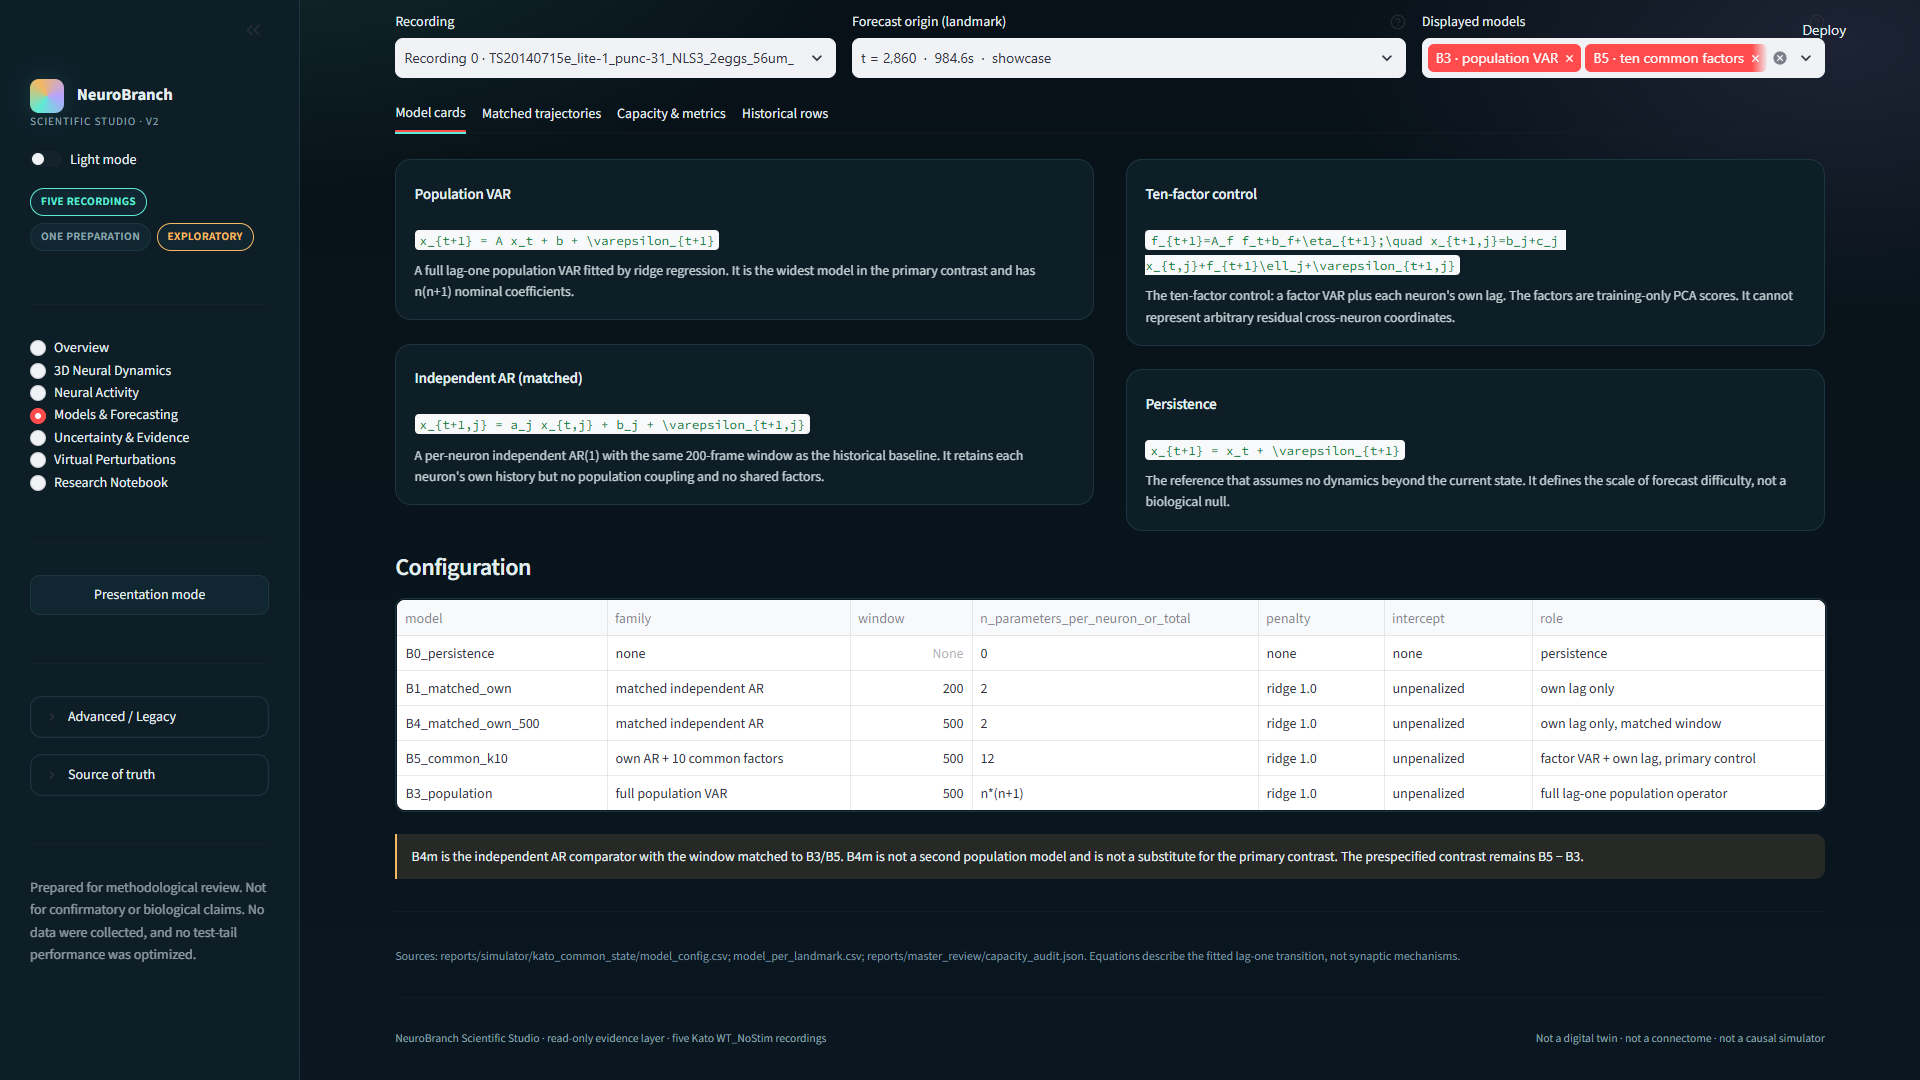 NeuroBranch
SCIENTIFIC STUDIO · V2
Light mode
FIVE RECORDINGS
ONE PREPARATION
EXPLORATORY
Overview
3D Neural Dynamics
Neural Activity
Models & Forecasting
Uncertainty & Evidence
Virtual Perturbations
Research Notebook
Presentation mode
Advanced / Legacy
Source of truth
Prepared for methodological review. Not
for confirmatory or biological claims. No
data were collected, and no test-tail
performance was optimized.
Recording
Recording 0 · TS20140715e_lite-1_punc-31_NLS3_2eggs_56um_
Forecast origin (landmark)
t = 2,860 · 984.6s · showcase
Displayed models
B3 · population VAR ×
B5 · ten common factors ×
Deploy
Model cards
Matched trajectories
Capacity & metrics
Historical rows
Population VAR
x_{t+1} = A x_t + b + \varepsilon_{t+1}
A full lag-one population VAR fitted by ridge regression. It is the widest model in the primary contrast and has
n(n+1) nominal coefficients.
Independent AR (matched)
x_{t+1,j} = a_j x_{t,j} + b_j + \varepsilon_{t+1,j}
A per-neuron independent AR(1) with the same 200-frame window as the historical baseline. It retains each
neuron's own history but no population coupling and no shared factors.
Ten-factor control
f_{t+1}=A_f f_t+b_f+\eta_{t+1};\quad x_{t+1,j}=b_j+c_j
x_{t,j}+f_{t+1}\ell_j+\varepsilon_{t+1,j}
The ten-factor control: a factor VAR plus each neuron's own lag. The factors are training-only PCA scores. It cannot
represent arbitrary residual cross-neuron coordinates.
Persistence
x_{t+1} = x_t + \varepsilon_{t+1}
The reference that assumes no dynamics beyond the current state. It defines the scale of forecast difficulty, not a
biological null.
Configuration
model family window n_parameters_per_neuron_or_total penalty intercept role
B0_persistence none None 0 none none persistence
B1_matched_own matched independent AR 200 2 ridge 1.0 unpenalized own lag only
B4_matched_own_500 matched independent AR 500 2 ridge 1.0 unpenalized own lag only, matched window
B5_common_k10 own AR + 10 common factors 500 12 ridge 1.0 unpenalized factor VAR + own lag, primary control
B3_population full population VAR 500 n*(n+1) ridge 1.0 unpenalized full lag-one population operator
B4m is the independent AR comparator with the window matched to B3/B5. B4m is not a second population model and is not a substitute for the primary contrast. The prespecified contrast remains B5 − B3.
Sources: reports/simulator/kato_common_state/model_config.csv; model_per_landmark.csv; reports/master_review/capacity_audit.json. Equations describe the fitted lag-one transition, not synaptic mechanisms.
NeuroBranch Scientific Studio · read-only evidence layer · five Kato WT_NoStim recordings
Not a digital twin · not a connectome · not a causal simulator